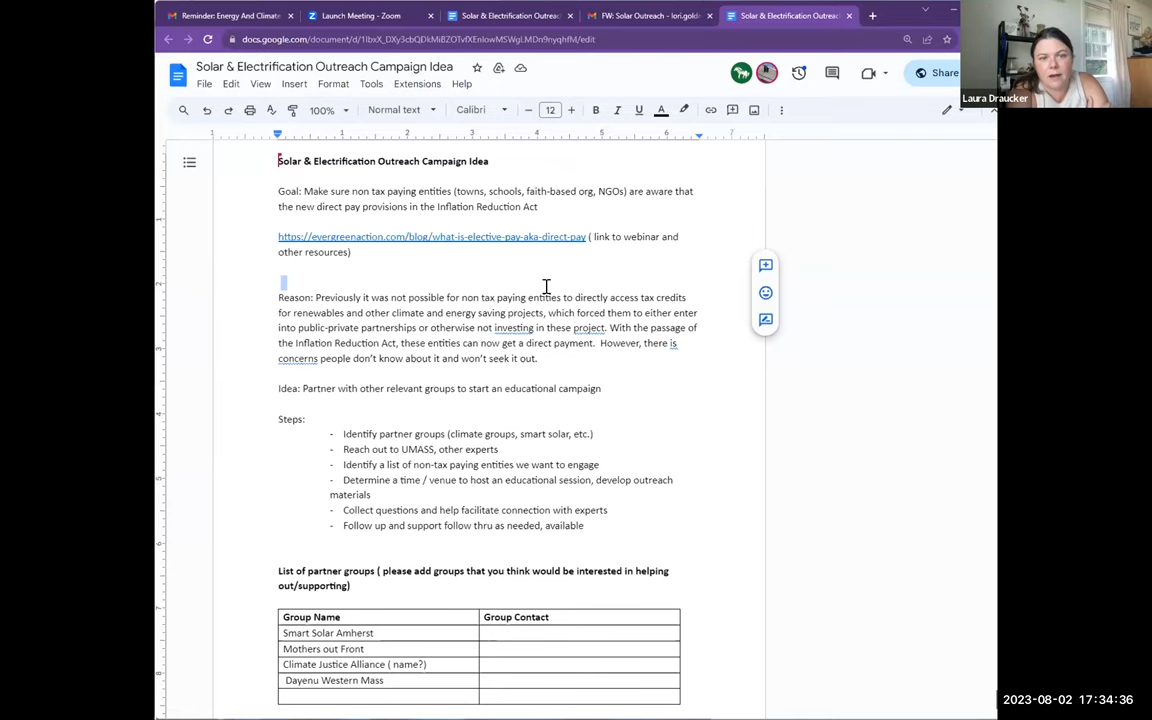 Reminder: Energy And Climate
Launch Meeting - Zoom
Solar & Electrification Outreac
FW: Solar Outreach - lori.gold
Solar & Electrification Outreac
Solar & Electrification Outreach Campaign Idea
File Edit View Insert Format Tools Extensions Help
Share
100% Normal text Calibri 12 B I U A
Laura Draucker
1 1 2 3 4 5 6 7
Solar & Electrification Outreach Campaign Idea
Goal: Make sure non tax paying entities (towns, schools, faith-based org, NGOs) are aware that
the new direct pay provisions in the Inflation Reduction Act
https://evergreenaction.com/blog/what-is-elective-pay-aka-direct-pay ( link to webinar and
other resources)
Reason: Previously it was not possible for non tax paying entities to directly access tax credits
for renewables and other climate and energy saving projects, which forced them to either enter
into public-private partnerships or otherwise not investing in these project. With the passage of
the Inflation Reduction Act, these entities can now get a direct payment.  However, there is
concerns people don't know about it and won't seek it out.
Idea: Partner with other relevant groups to start an educational campaign
Steps:
- Identify partner groups (climate groups, smart solar, etc.)
- Reach out to UMASS, other experts
- Identify a list of non-tax paying entities we want to engage
- Determine a time / venue to host an educational session, develop outreach
materials
- Collect questions and help facilitate connection with experts
- Follow up and support follow thru as needed, available
List of partner groups ( please add groups that you think would be interested in helping
out/supporting)
Group Name Group Contact
Smart Solar Amherst
Mothers out Front
Climate Justice Alliance ( name?)
Dayenu Western Mass
2023-08-02 17:34:36